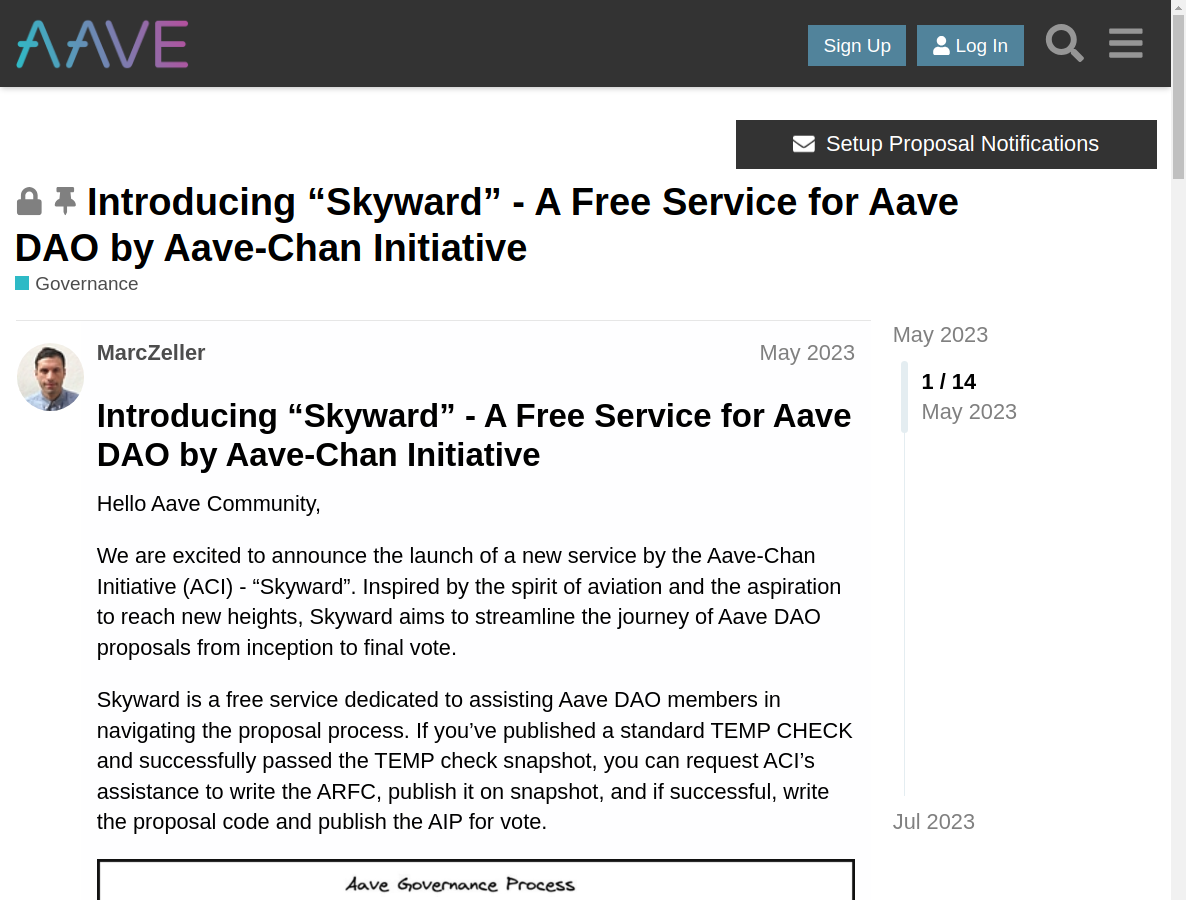 AAVE
Sign Up
Log In
Setup Proposal Notifications
Introducing “Skyward” - A Free Service for Aave
DAO by Aave-Chan Initiative
Governance
MarcZeller
May 2023
May 2023
1 / 14
May 2023
Introducing “Skyward” - A Free Service for Aave
DAO by Aave-Chan Initiative
Hello Aave Community,
We are excited to announce the launch of a new service by the Aave-Chan
Initiative (ACI) - “Skyward”. Inspired by the spirit of aviation and the aspiration
to reach new heights, Skyward aims to streamline the journey of Aave DAO
proposals from inception to final vote.
Skyward is a free service dedicated to assisting Aave DAO members in
navigating the proposal process. If you’ve published a standard TEMP CHECK
and successfully passed the TEMP check snapshot, you can request ACI’s
assistance to write the ARFC, publish it on snapshot, and if successful, write
the proposal code and publish the AIP for vote.
Jul 2023
Aave Governance Process